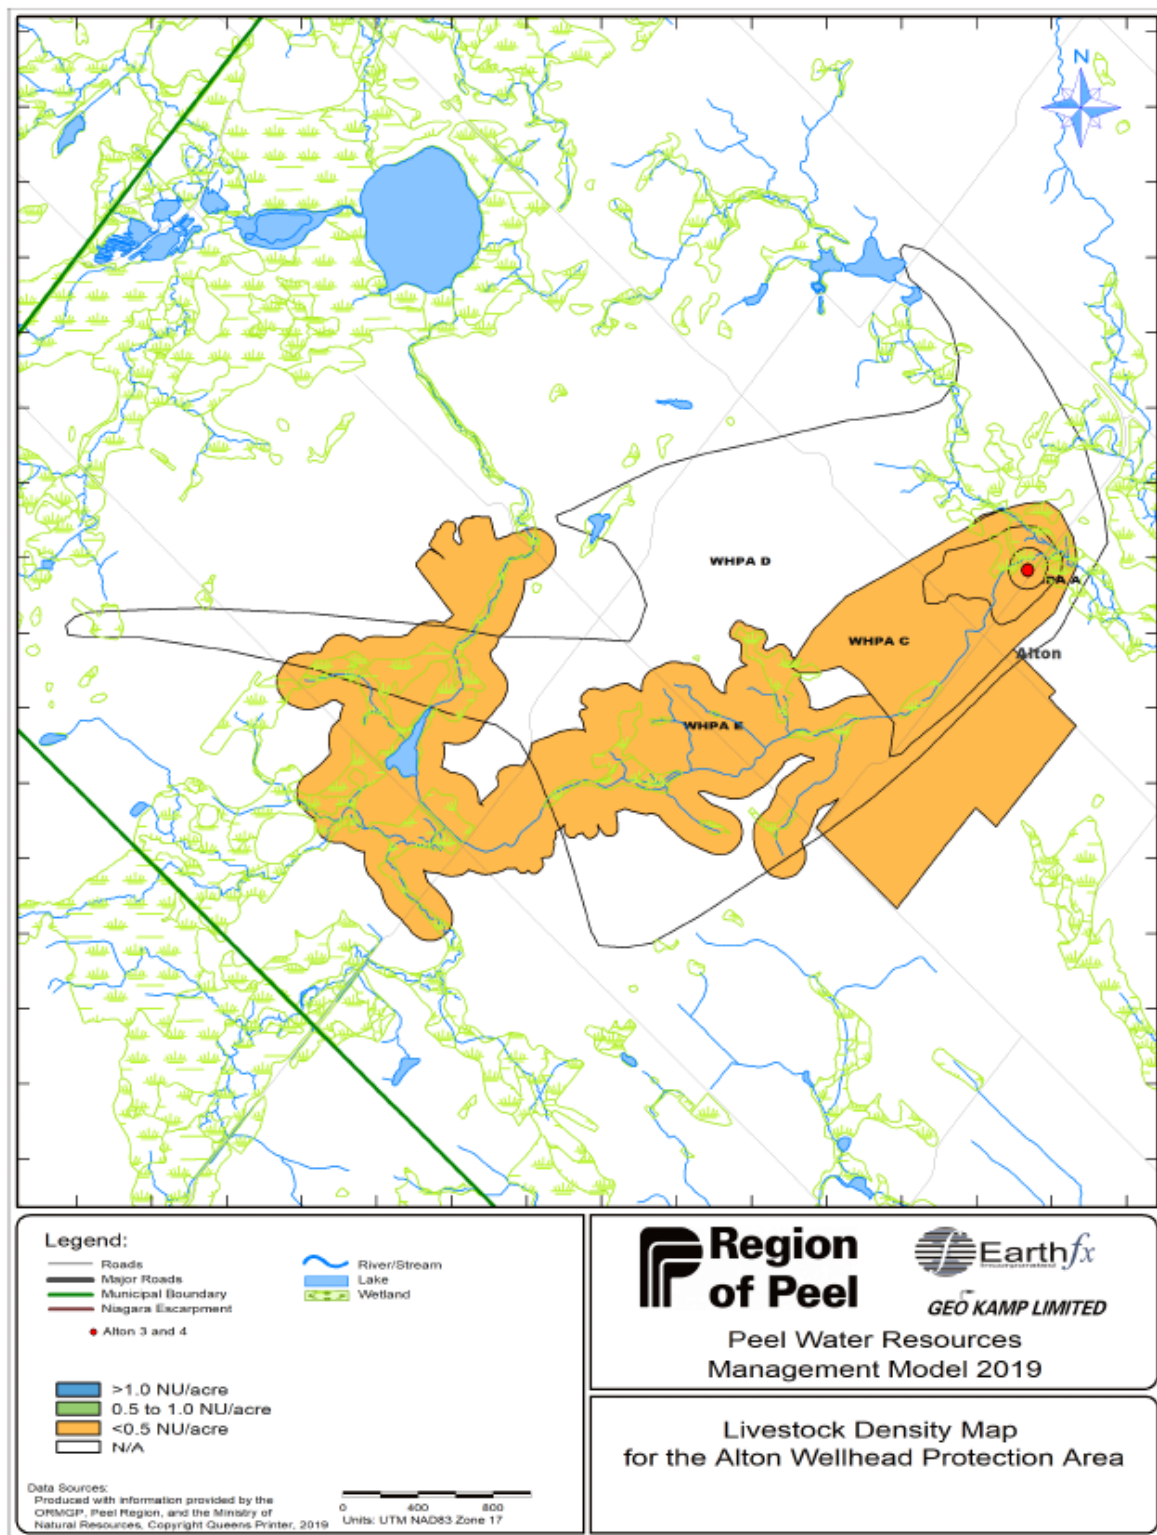 N
WHPA D
PA A
WHPA C
Alton
WHPA E
Legend:
Roads
Major Roads
Municipal Boundary
Niagara Escarpment
River/Stream
Lake
Wetland
Alton 3 and 4
>1.0 NU/acre
0.5 to 1.0 NU/acre
<0.5 NU/acre
N/A
Data Sources:
Produced with information provided by the
ORMGP, Peel Region, and the Ministry of
Natural Resources, Copyright Queens Printer, 2019
0 400 800
Units: UTM NAD83 Zone 17
Region
of Peel
Earthfx
Incorporated
GEO KAMP LIMITED
Peel Water Resources
Management Model 2019
Livestock Density Map
for the Alton Wellhead Protection Area